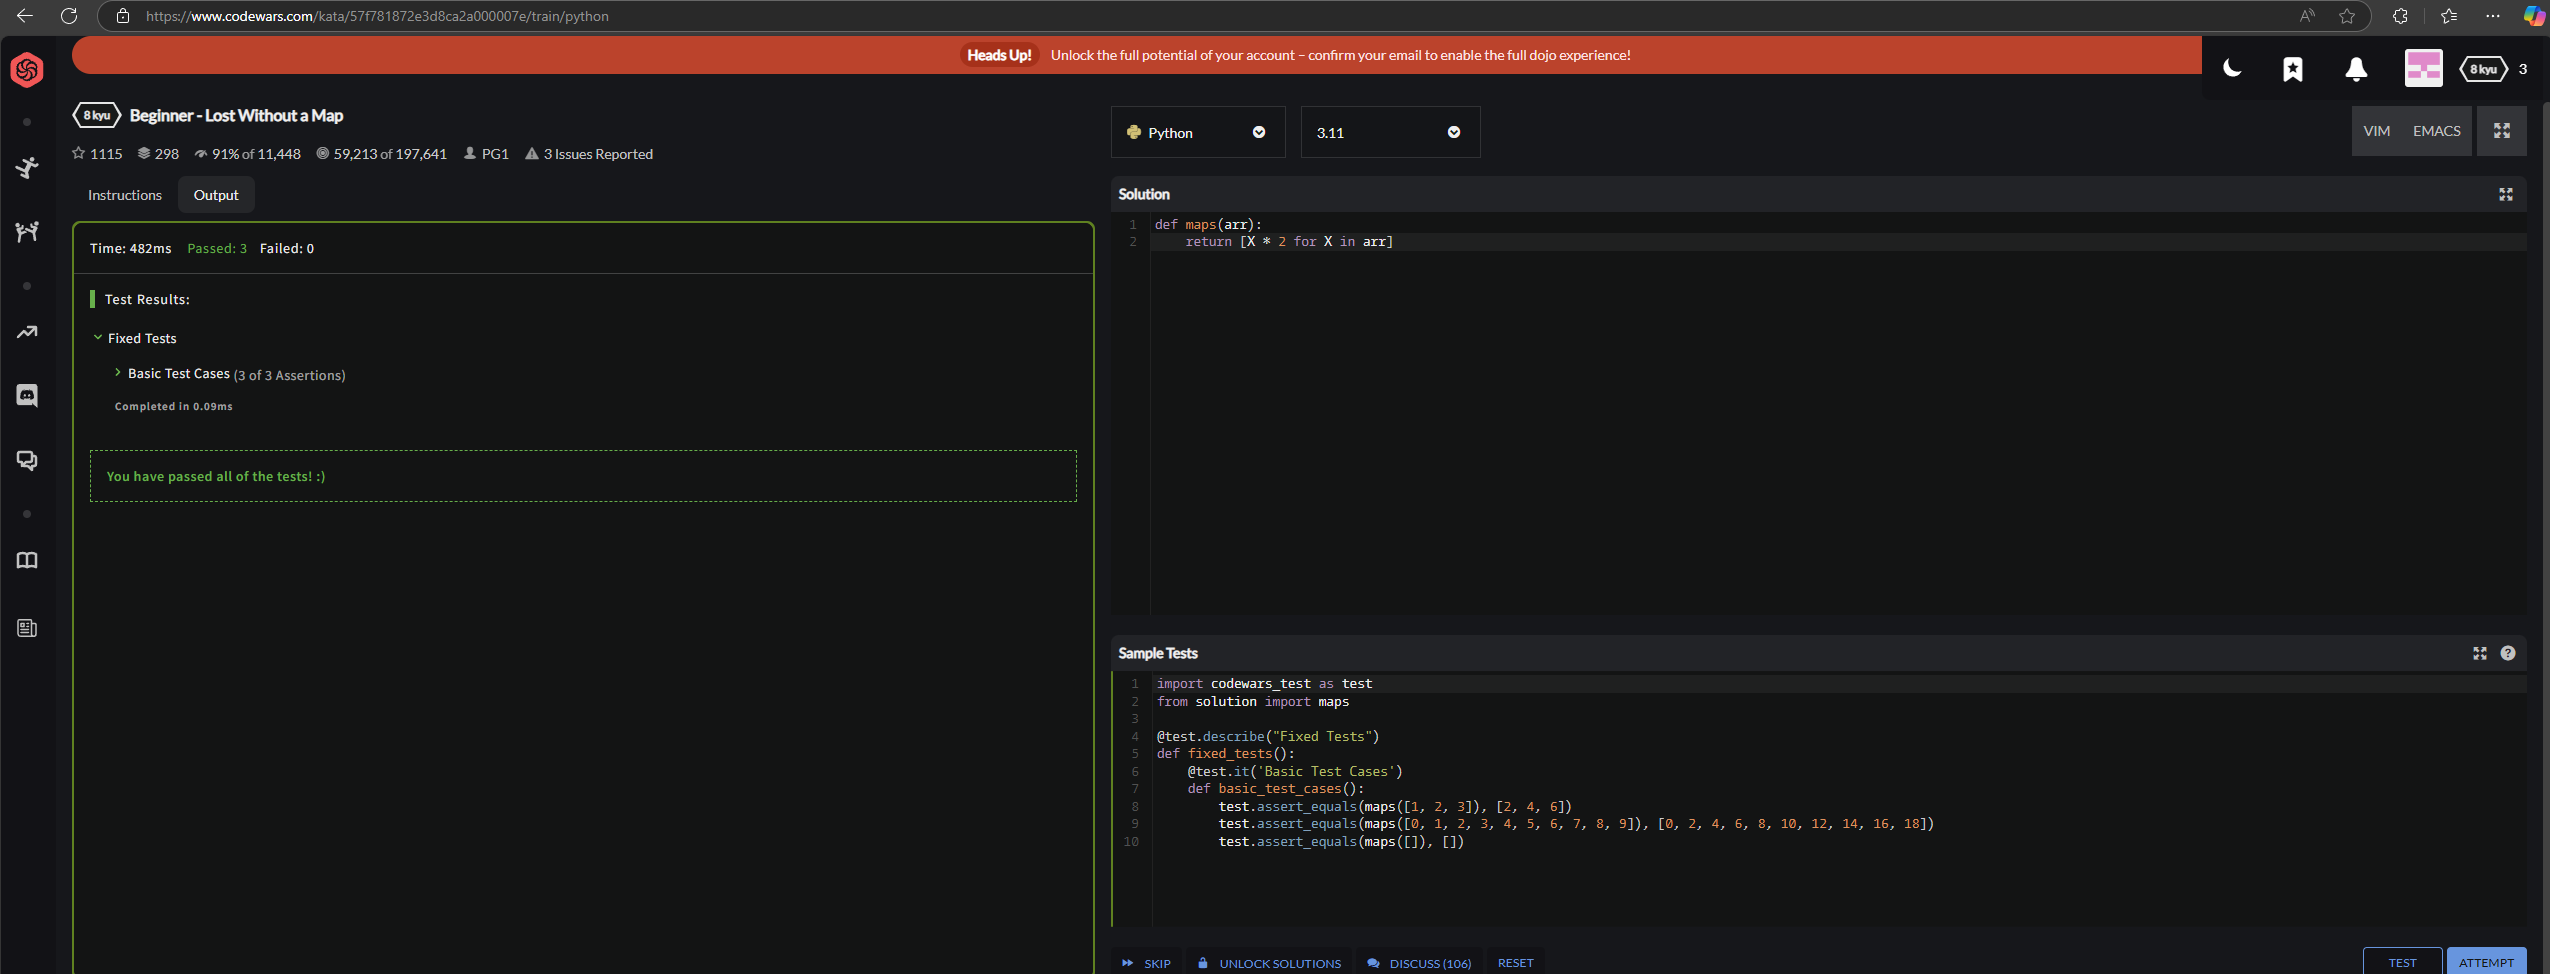 https://www.codewars.com/kata/57f781872e3d8ca2a000007e/train/python
Heads Up! Unlock the full potential of your account – confirm your email to enable the full dojo experience!
8 kyu 3
8 kyu Beginner - Lost Without a Map
1115 298 91% of 11,448 59,213 of 197,641 PG1 3 Issues Reported
Instructions Output
Time: 482ms Passed: 3 Failed: 0
Test Results:
Fixed Tests
Basic Test Cases (3 of 3 Assertions)
Completed in 0.09ms
You have passed all of the tests! :)
Python 3.11 VIM EMACS
Solution
1 def maps(arr):
2     return [X * 2 for X in arr]
Sample Tests
1 import codewars_test as test
2 from solution import maps
3
4 @test.describe("Fixed Tests")
5 def fixed_tests():
6     @test.it('Basic Test Cases')
7     def basic_test_cases():
8         test.assert_equals(maps([1, 2, 3]), [2, 4, 6])
9         test.assert_equals(maps([0, 1, 2, 3, 4, 5, 6, 7, 8, 9]), [0, 2, 4, 6, 8, 10, 12, 14, 16, 18])
10         test.assert_equals(maps([]), [])
SKIP UNLOCK SOLUTIONS DISCUSS (106) RESET TEST ATTEMPT